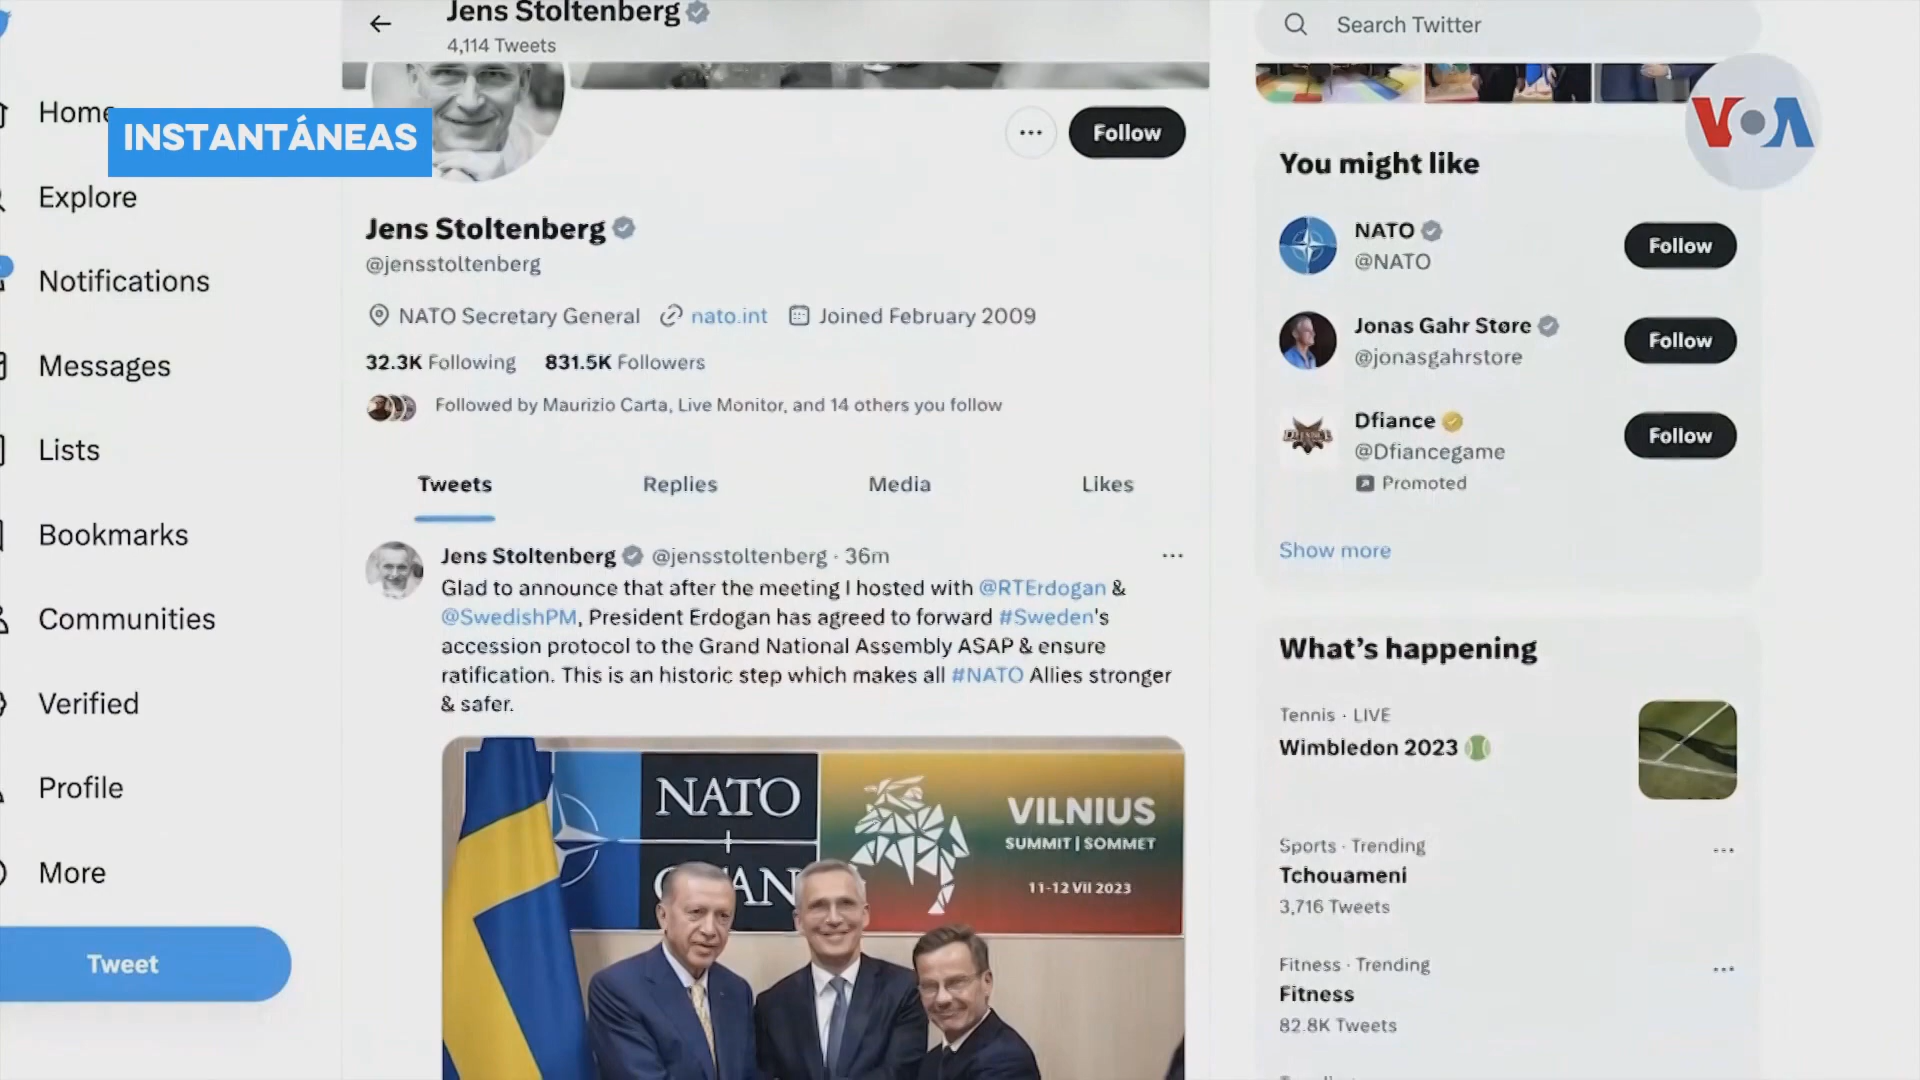 Jens Stoltenberg
4,114 Tweets
Search Twitter
VOA
INSTANTÁNEAS
Home
Explore
Notifications
Messages
Lists
Bookmarks
Communities
Verified
Profile
More
Tweet
Follow
Jens Stoltenberg
@jensstoltenberg
NATO Secretary General nato.int Joined February 2009
32.3K Following 831.5K Followers
Followed by Maurizio Carta, Live Monitor, and 14 others you follow
Tweets Replies Media Likes
Jens Stoltenberg @jensstoltenberg · 36m
Glad to announce that after the meeting I hosted with @RTErdogan &
@SwedishPM, President Erdogan has agreed to forward #Sweden's
accession protocol to the Grand National Assembly ASAP & ensure
ratification. This is an historic step which makes all #NATO Allies stronger
& safer.
NATO
OTAN
VILNIUS
SUMMIT | SOMMET
11-12 VII 2023
You might like
NATO
@NATO
Follow
Jonas Gahr Støre
@jonasgahrstore
Follow
Dfiance
@Dfiancegame
Promoted
Follow
Show more
What's happening
Tennis · LIVE
Wimbledon 2023
Sports · Trending
Tchouameni
3,716 Tweets
Fitness · Trending
Fitness
82.8K Tweets